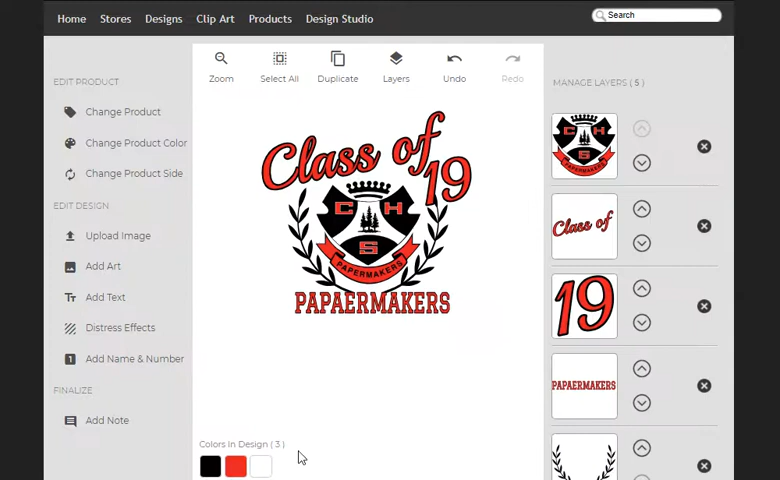 Home Stores Designs Clip Art Products Design Studio Search
EDIT PRODUCT
Change Product
Change Product Color
Change Product Side
EDIT DESIGN
Upload Image
Add Art
Add Text
Distress Effects
1 Add Name & Number
FINALIZE
Add Note
Zoom Select All Duplicate Layers Undo Redo
Class of
19
C H
S
PAPERMAKERS
PAPAERMAKERS
Colors In Design ( 3 )
MANAGE LAYERS ( 5 )
C H
S
PAPERMAKERS
Class of
19
PAPAERMAKERS